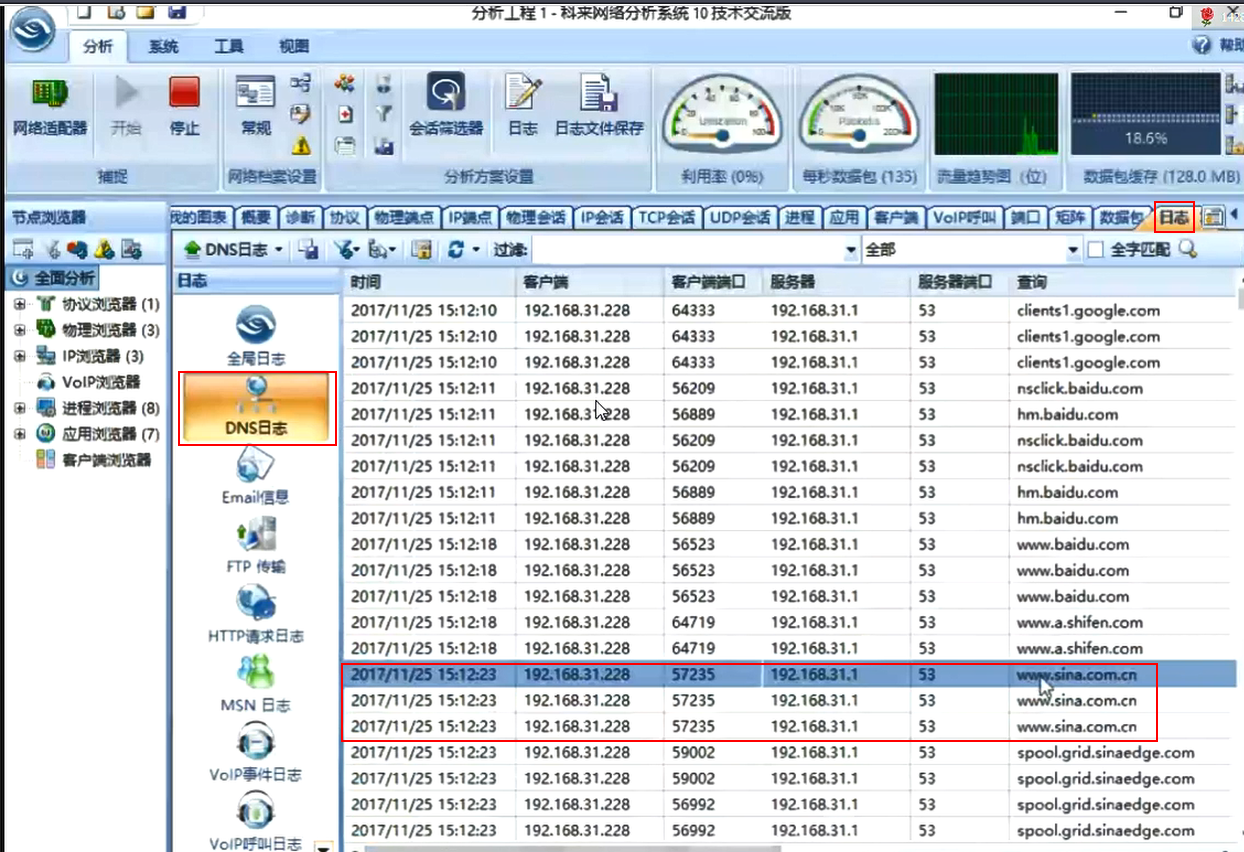 分析工程 1 - 科来网络分析系统 10 技术交流版
分析 系统 工具 视图 帮助
网络适配器 开始 停止 常规 会话筛选器 日志 日志文件保存
Utilization
Packets
18.6%
捕捉 网络档案设置 分析方案设置 利用率 (0%) 每秒数据包 (135) 流量趋势图 (位) 数据包缓存 (128.0 MB)
节点浏览器 我的图表 概要 诊断 协议 物理端点 IP端点 物理会话 IP会话 TCP会话 UDP会话 进程 应用 客户端 VoIP呼叫 端口 矩阵 数据包 日志
DNS日志 过滤: 全部 全字匹配
全面分析
协议浏览器 (1)
物理浏览器 (3)
IP浏览器 (3)
VoIP浏览器
进程浏览器 (8)
应用浏览器 (7)
客户端浏览器
日志
全局日志
DNS日志
Email信息
FTP 传输
HTTP请求日志
MSN 日志
VoIP事件日志
VoIP呼叫日志
时间 客户端 客户端端口 服务器 服务器端口 查询
2017/11/25 15:12:10 192.168.31.228 64333 192.168.31.1 53 clients1.google.com
2017/11/25 15:12:10 192.168.31.228 64333 192.168.31.1 53 clients1.google.com
2017/11/25 15:12:10 192.168.31.228 64333 192.168.31.1 53 clients1.google.com
2017/11/25 15:12:11 192.168.31.228 56209 192.168.31.1 53 nsclick.baidu.com
2017/11/25 15:12:11 192.168.31.228 56889 192.168.31.1 53 hm.baidu.com
2017/11/25 15:12:11 192.168.31.228 56209 192.168.31.1 53 nsclick.baidu.com
2017/11/25 15:12:11 192.168.31.228 56209 192.168.31.1 53 nsclick.baidu.com
2017/11/25 15:12:11 192.168.31.228 56889 192.168.31.1 53 hm.baidu.com
2017/11/25 15:12:11 192.168.31.228 56889 192.168.31.1 53 hm.baidu.com
2017/11/25 15:12:18 192.168.31.228 56523 192.168.31.1 53 www.baidu.com
2017/11/25 15:12:18 192.168.31.228 56523 192.168.31.1 53 www.baidu.com
2017/11/25 15:12:18 192.168.31.228 56523 192.168.31.1 53 www.baidu.com
2017/11/25 15:12:18 192.168.31.228 64719 192.168.31.1 53 www.a.shifen.com
2017/11/25 15:12:18 192.168.31.228 64719 192.168.31.1 53 www.a.shifen.com
2017/11/25 15:12:23 192.168.31.228 57235 192.168.31.1 53 www.sina.com.cn
2017/11/25 15:12:23 192.168.31.228 57235 192.168.31.1 53 www.sina.com.cn
2017/11/25 15:12:23 192.168.31.228 57235 192.168.31.1 53 www.sina.com.cn
2017/11/25 15:12:23 192.168.31.228 59002 192.168.31.1 53 spool.grid.sinaedge.com
2017/11/25 15:12:23 192.168.31.228 59002 192.168.31.1 53 spool.grid.sinaedge.com
2017/11/25 15:12:23 192.168.31.228 56992 192.168.31.1 53 spool.grid.sinaedge.com
2017/11/25 15:12:23 192.168.31.228 56992 192.168.31.1 53 spool.grid.sinaedge.com